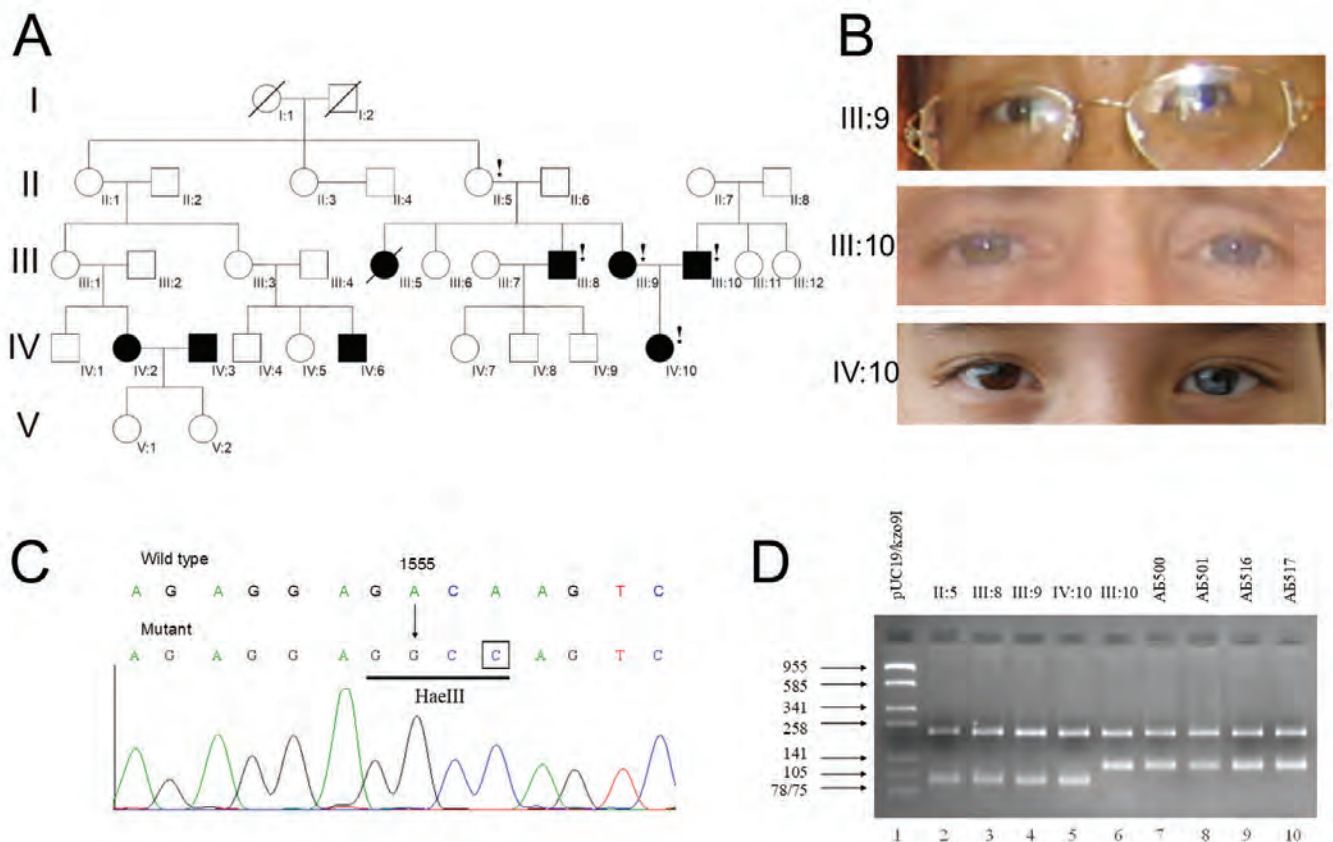 A
B
I
I:1 I:2
II
II:1 II:2 II:3 II:4 II:5 ! II:6 II:7 II:8
III
III:1 III:2 III:3 III:4 III:5 III:6 III:7 III:8 ! III:9 ! III:10 ! III:11 III:12
IV
IV:1 IV:2 IV:3 IV:4 IV:5 IV:6 IV:7 IV:8 IV:9 IV:10 !
V
V:1 V:2
III:9
III:10
IV:10
C
Wild type
1555
A G A G G A G A C A A G T C
Mutant
A G A G G A G G C C A G T C
HaeIII
D
pUC19/kzo9I II:5 III:8 III:9 IV:10 III:10 АБ500 АБ501 АБ516 АБ517
955
585
341
258
141
105
78/75
1 2 3 4 5 6 7 8 9 10